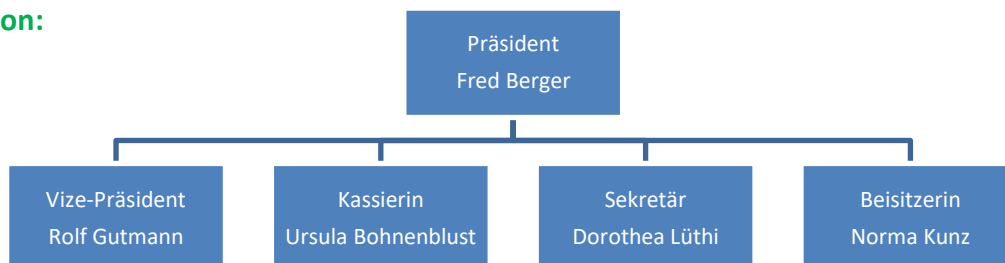 on:
Präsident
Fred Berger
Vize-Präsident
Rolf Gutmann
Kassierin
Ursula Bohnenblust
Sekretär
Dorothea Lüthi
Beisitzerin
Norma Kunz